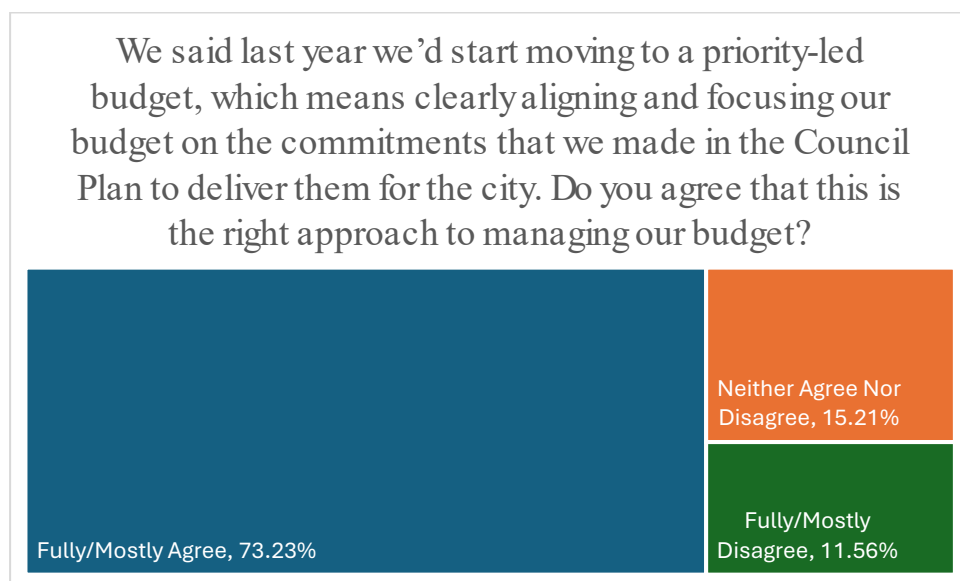 We said last year we’d start moving to a priority-led
budget, which means clearly aligning and focusing our
budget on the commitments that we made in the Council
Plan to deliver them for the city. Do you agree that this is
the right approach to managing our budget?
Fully/Mostly Agree, 73.23%
Neither Agree Nor
Disagree, 15.21%
Fully/Mostly
Disagree, 11.56%